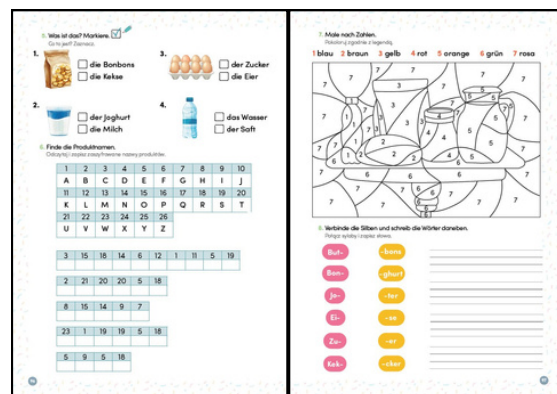 5. Was ist das? Markiere.
Co to jest? Zaznacz.
1.
die Bonbons
die Kekse
3.
der Zucker
die Eier
2.
der Joghurt
die Milch
4.
das Wasser
der Saft
6. Finde die Produktnamen.
Odczytaj i zapisz zaszyfrowane nazwy produktów.
1 2 3 4 5 6 7 8 9 10
A B C D E F G H I J
11 12 13 14 15 16 17 18 19 20
K L M N O P Q R S T
21 22 23 24 25 26
U V W X Y Z
3 15 18 14 6 12 1 11 5 19
2 21 20 20 5 18
8 15 14 9 7
23 1 19 19 5 18
5 9 5 18
7. Male nach Zahlen.
Pokoloruj zgodnie z legendą.
1 blau 2 braun 3 gelb 4 rot 5 orange 6 grün 7 rosa
8. Verbinde die Silben und schreib die Wörter daneben.
Połącz sylaby i zapisz słowa.
But- -bons
Bon- -ghurt
Jo- -ter
Ei- -se
Zu- -er
Kek- -cker